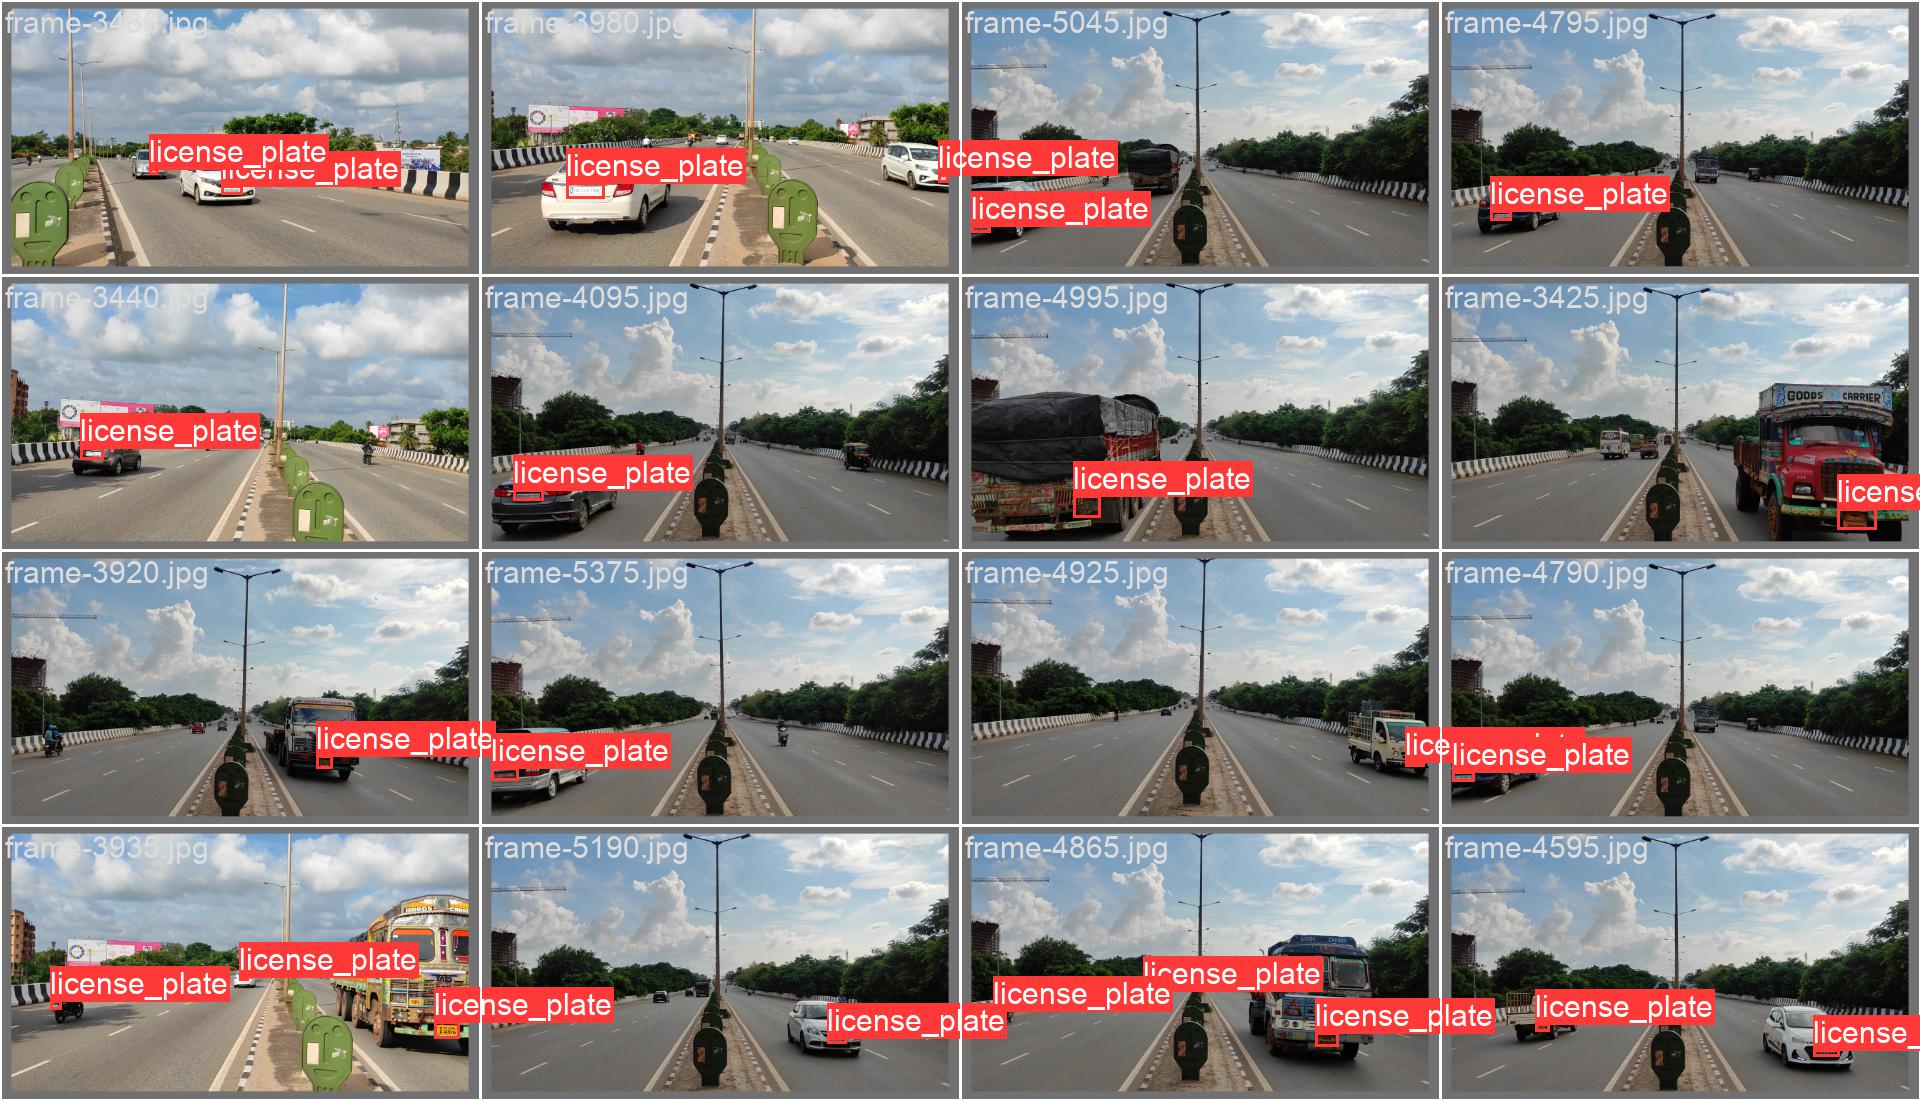 frame-3480.jpg
license_plate
license_plate
frame-3980.jpg
license_plate
license_plate
frame-5045.jpg
license_plate
frame-4795.jpg
license_plate
frame-3440.jpg
license_plate
frame-4095.jpg
license_plate
frame-4995.jpg
license_plate
frame-3425.jpg
GOODS CARRIER
license
frame-3920.jpg
license_plate
frame-5375.jpg
license_plate
frame-4925.jpg
lice
frame-4790.jpg
license_plate
frame-3935.jpg
GOODS
license_plate
license_plate
license_plate
frame-5190.jpg
license_plate
frame-4865.jpg
GOODS CARRIER
license_plate
license_plate
license_plate
frame-4595.jpg
license_plate
license_